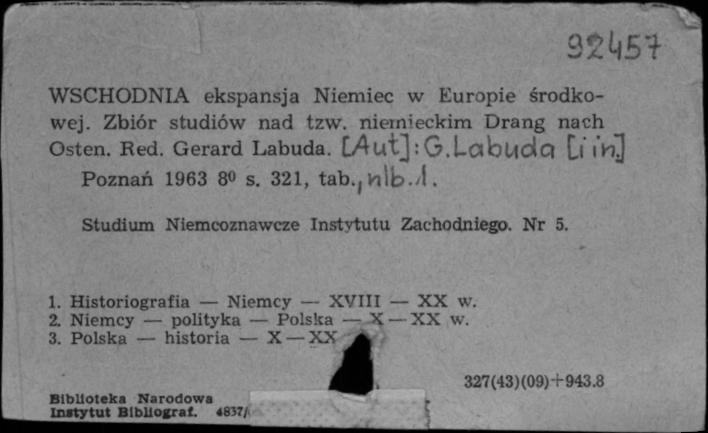 92457
WSCHODNIA ekspansja Niemiec w Europie środko-
wej. Zbiór studiów nad tzw. niemieckim Drang nach
Osten. Red. Gerard Labuda. [Aut]: G. Labuda [i in.]
Poznań 1963 8⁰ s. 321, tab., nlb. 1.
Studium Niemcoznawcze Instytutu Zachodniego. Nr 5.
1. Historiografia — Niemcy — XVIII — XX w.
2. Niemcy — polityka — Polska — X — XX w.
3. Polska — historia — X — XX
327(43)(09)+943.8
Biblioteka Narodowa
Instytut Bibliograf. 4837/